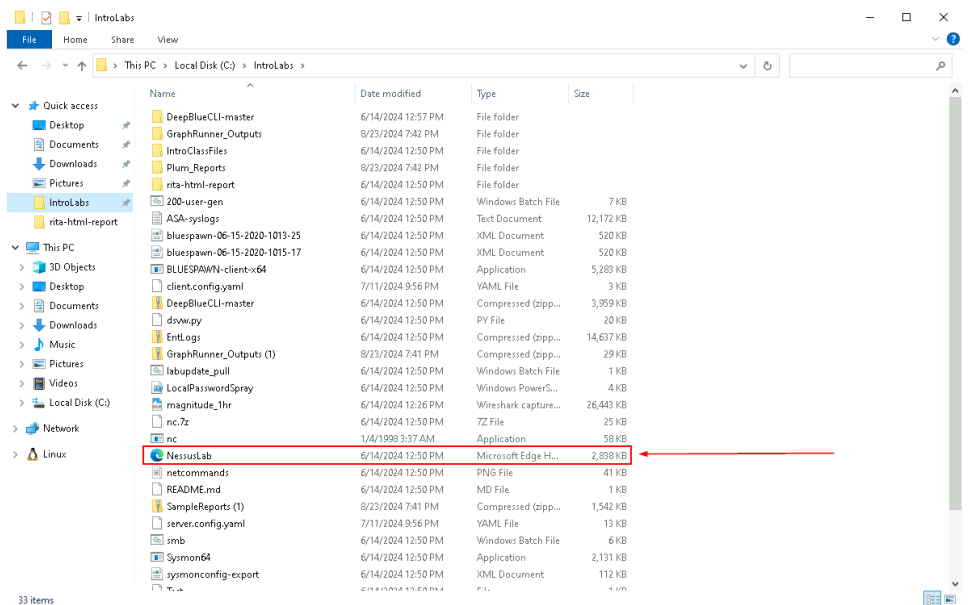 IntroLabs
File Home Share View
This PC > Local Disk (C:) > IntroLabs >
Name Date modified Type Size
Quick access
Desktop
Documents
Downloads
Pictures
IntroLabs
rita-html-report
This PC
3D Objects
Desktop
Documents
Downloads
Music
Pictures
Videos
Local Disk (C:)
Network
Linux
DeepBlueCLI-master 6/14/2024 12:57 PM File folder
GraphRunner_Outputs 8/23/2024 7:42 PM File folder
IntroClassFiles 6/14/2024 12:50 PM File folder
Plum_Reports 8/23/2024 7:42 PM File folder
rita-html-report 6/14/2024 12:50 PM File folder
200-user-gen 6/14/2024 12:50 PM Windows Batch File 7 KB
ASA-syslogs 6/14/2024 12:50 PM Text Document 12,172 KB
bluespawn-06-15-2020-1013-25 6/14/2024 12:50 PM XML Document 520 KB
bluespawn-06-15-2020-1015-17 6/14/2024 12:50 PM XML Document 520 KB
BLUESPAWN-client-x64 6/14/2024 12:50 PM Application 5,283 KB
client.config.yaml 7/11/2024 9:56 PM YAML File 3 KB
DeepBlueCLI-master 6/14/2024 12:50 PM Compressed (zipp... 3,959 KB
dsvw.py 6/14/2024 12:50 PM PY File 20 KB
EntLogs 6/14/2024 12:50 PM Compressed (zipp... 14,637 KB
GraphRunner_Outputs (1) 8/23/2024 7:41 PM Compressed (zipp... 29 KB
labupdate_pull 6/14/2024 12:50 PM Windows Batch File 1 KB
LocalPasswordSpray 6/14/2024 12:50 PM Windows PowerS... 4 KB
magnitude_1hr 6/14/2024 12:26 PM Wireshark capture... 26,443 KB
nc.7z 6/14/2024 12:50 PM 7Z File 25 KB
nc 1/4/1998 3:37 AM Application 58 KB
NessusLab 6/14/2024 12:50 PM Microsoft Edge H... 2,838 KB
netcommands 6/14/2024 12:50 PM PNG File 41 KB
README.md 6/14/2024 12:50 PM MD File 1 KB
SampleReports (1) 8/23/2024 7:41 PM Compressed (zipp... 1,542 KB
server.config.yaml 7/11/2024 9:56 PM YAML File 13 KB
smb 6/14/2024 12:50 PM Windows Batch File 6 KB
Sysmon64 6/14/2024 12:50 PM Application 2,131 KB
sysmonconfig-export 6/14/2024 12:50 PM XML Document 112 KB
33 items